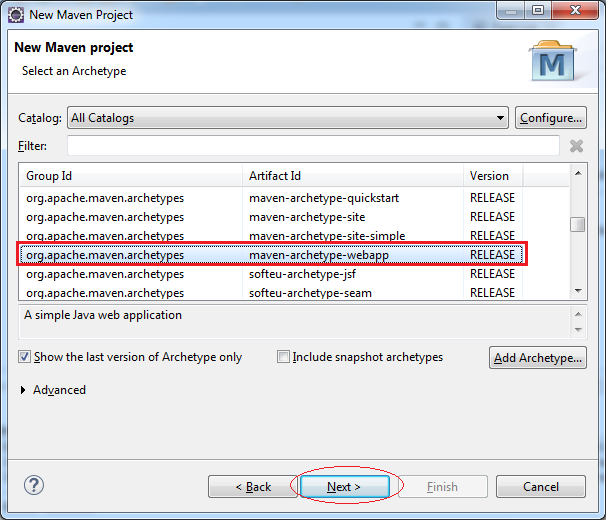 New Maven Project
New Maven project
Select an Archetype
M
Catalog: All Catalogs Configure...
Filter:
Group Id Artifact Id Version
org.apache.maven.archetypes maven-archetype-quickstart RELEASE
org.apache.maven.archetypes maven-archetype-site RELEASE
org.apache.maven.archetypes maven-archetype-site-simple RELEASE
org.apache.maven.archetypes maven-archetype-webapp RELEASE
org.apache.maven.archetypes softeu-archetype-jsf RELEASE
org.apache.maven.archetypes softeu-archetype-seam RELEASE
A simple Java web application
Show the last version of Archetype only Include snapshot archetypes Add Archetype...
Advanced
? < Back Next > Finish Cancel